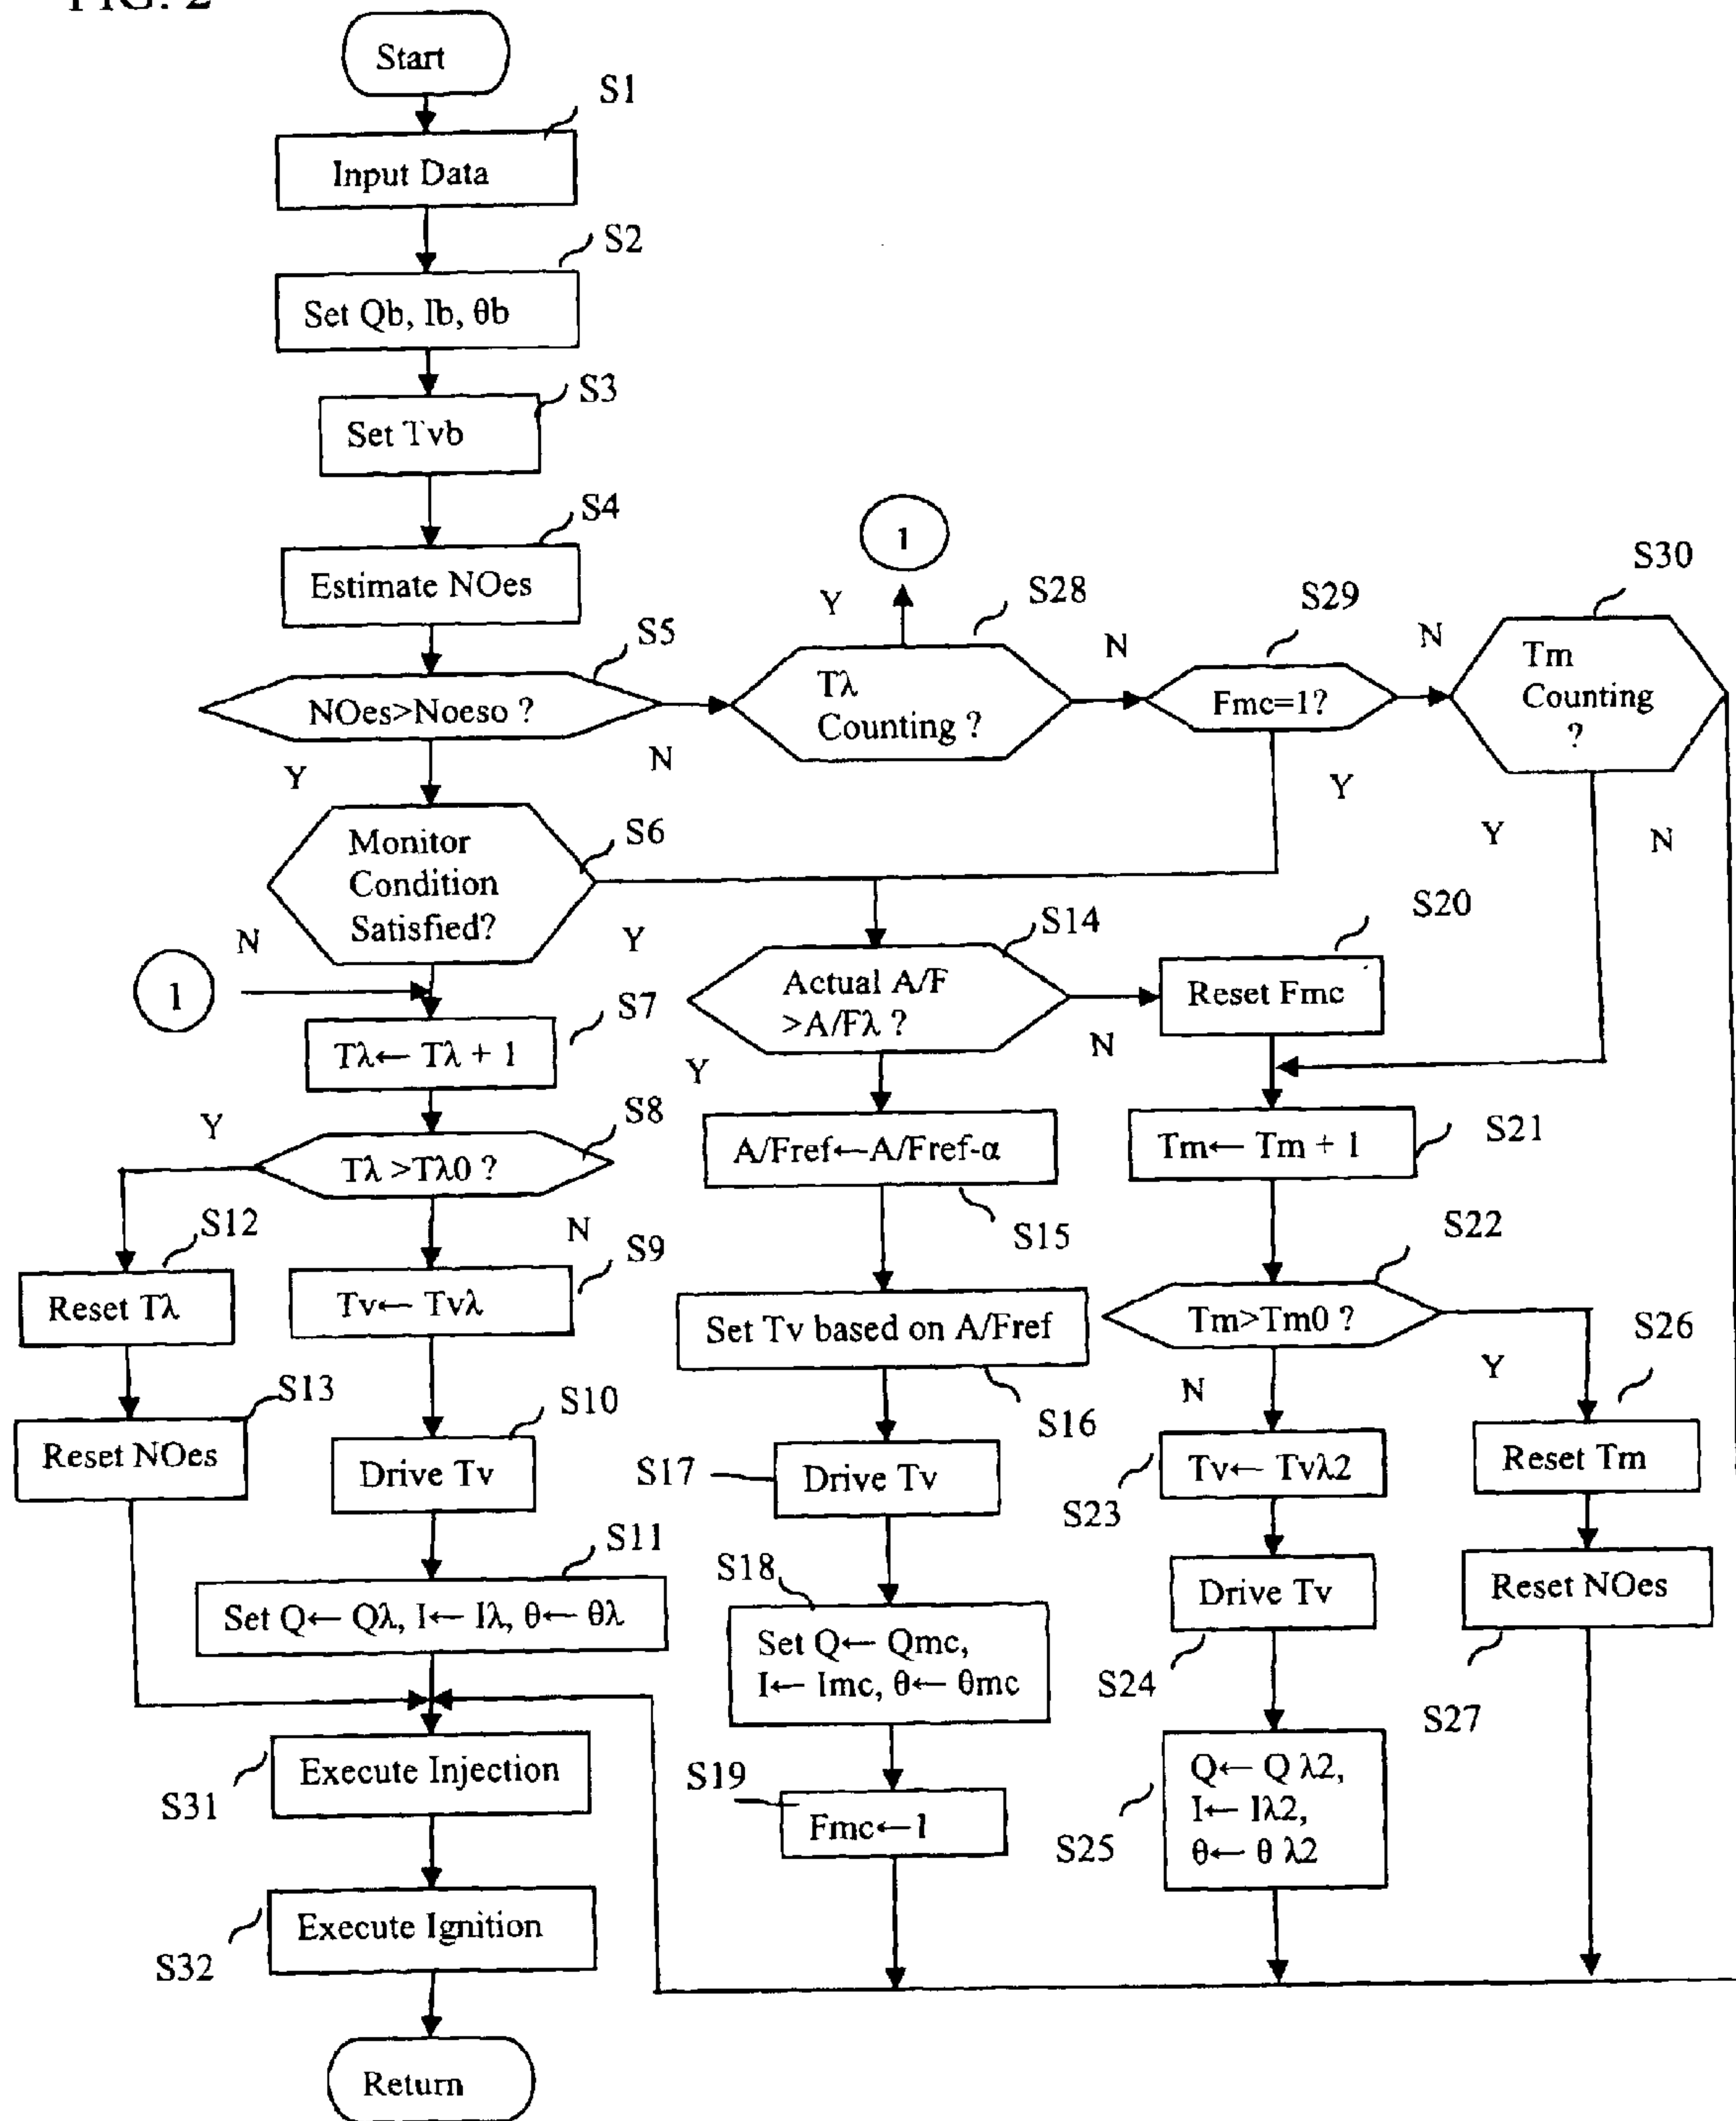 FIG. 2
Start
S1
Input Data
S2
Set Qb, Ib, θb
S3
Set Tvb
S4
Estimate NOes
S5
NOes>Noeso ?
Y
N
1
Y
S28
Tλ
Counting ?
N
S29
Fmc=1?
N
Y
S30
Tm
Counting
?
Y
N
S6
Monitor
Condition
Satisfied?
N
Y
1
S7
Tλ← Tλ + 1
S8
Y
Tλ >Tλ0 ?
N
S12
Reset Tλ
S13
Reset NOes
S9
Tv← Tvλ
S10
Drive Tv
S11
Set Q← Qλ, I← Iλ, θ← θλ
S14
Actual A/F
>A/Fλ ?
Y
N
A/Fref←A/Fref-α
S15
Set Tv based on A/Fref
S16
S17
Drive Tv
S18
Set Q← Qmc,
I← Imc, θ← θmc
S19
Fmc←1
S20
Reset Fmc
Tm← Tm + 1
S21
S22
Tm>Tm0 ?
N
Y
Tv← Tvλ2
S23
Drive Tv
S24
Q← Q λ2,
I← Iλ2,
θ← θ λ2
S25
S26
Reset Tm
Reset NOes
S27
Execute Injection
S31
Execute Ignition
S32
Return